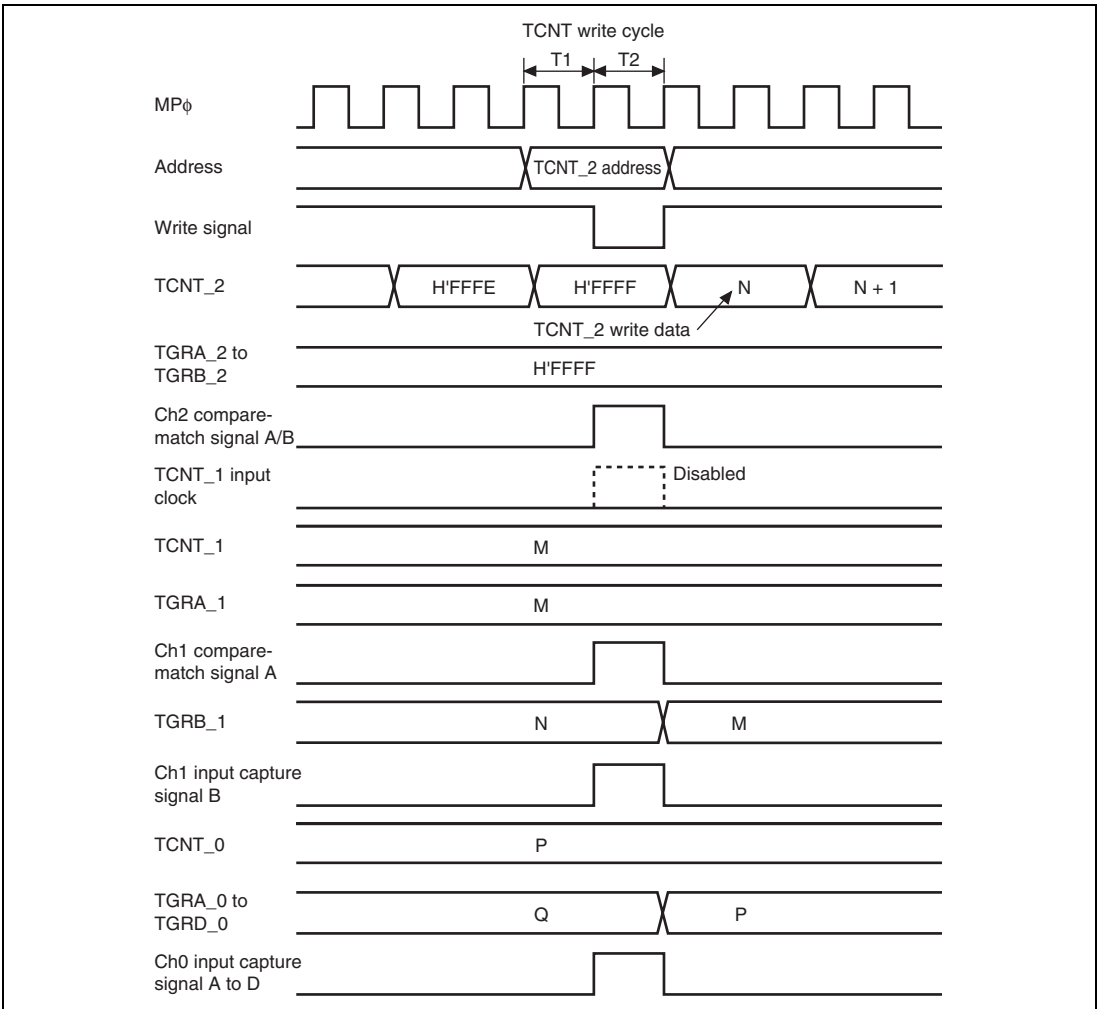 TCNT write cycle
T1 T2
MPϕ
Address
TCNT_2 address
Write signal
TCNT_2
H'FFFE H'FFFF N N + 1
TCNT_2 write data
TGRA_2 to
TGRB_2
H'FFFF
Ch2 compare-
match signal A/B
TCNT_1 input
clock
Disabled
TCNT_1
M
TGRA_1
M
Ch1 compare-
match signal A
TGRB_1
N M
Ch1 input capture
signal B
TCNT_0
P
TGRA_0 to
TGRD_0
Q P
Ch0 input capture
signal A to D